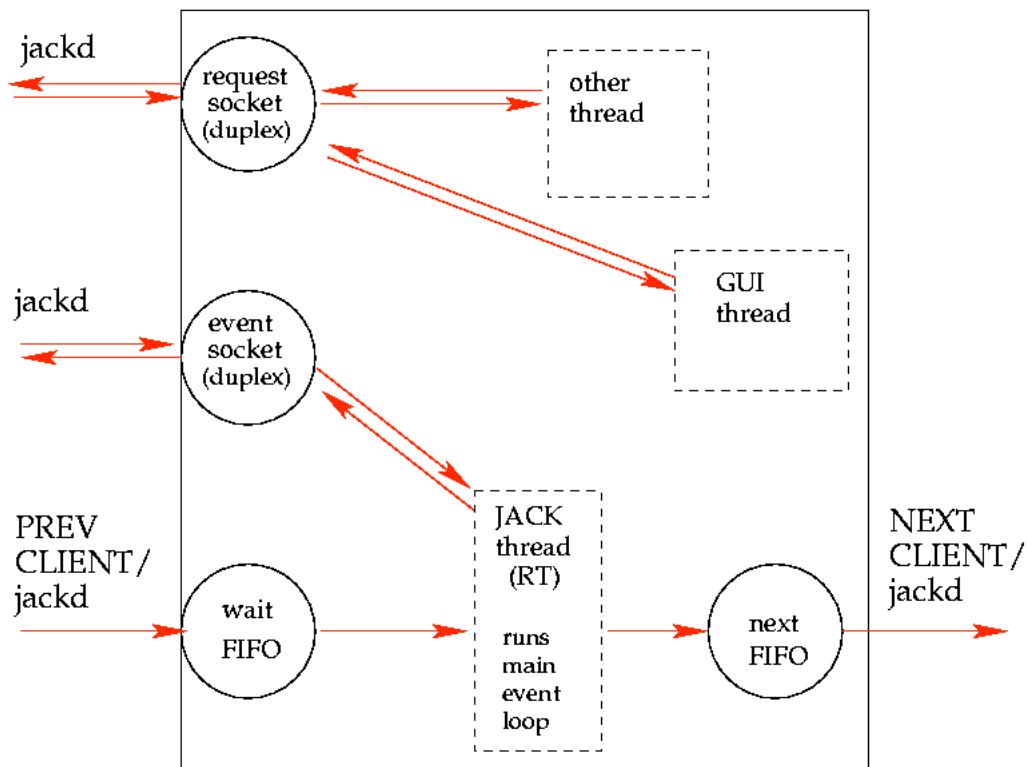 jackd
request
socket
(duplex)
other
thread
GUI
thread
jackd
event
socket
(duplex)
PREV
CLIENT/
jackd
wait
FIFO
JACK
thread
(RT)
runs
main
event
loop
next
FIFO
NEXT
CLIENT/
jackd